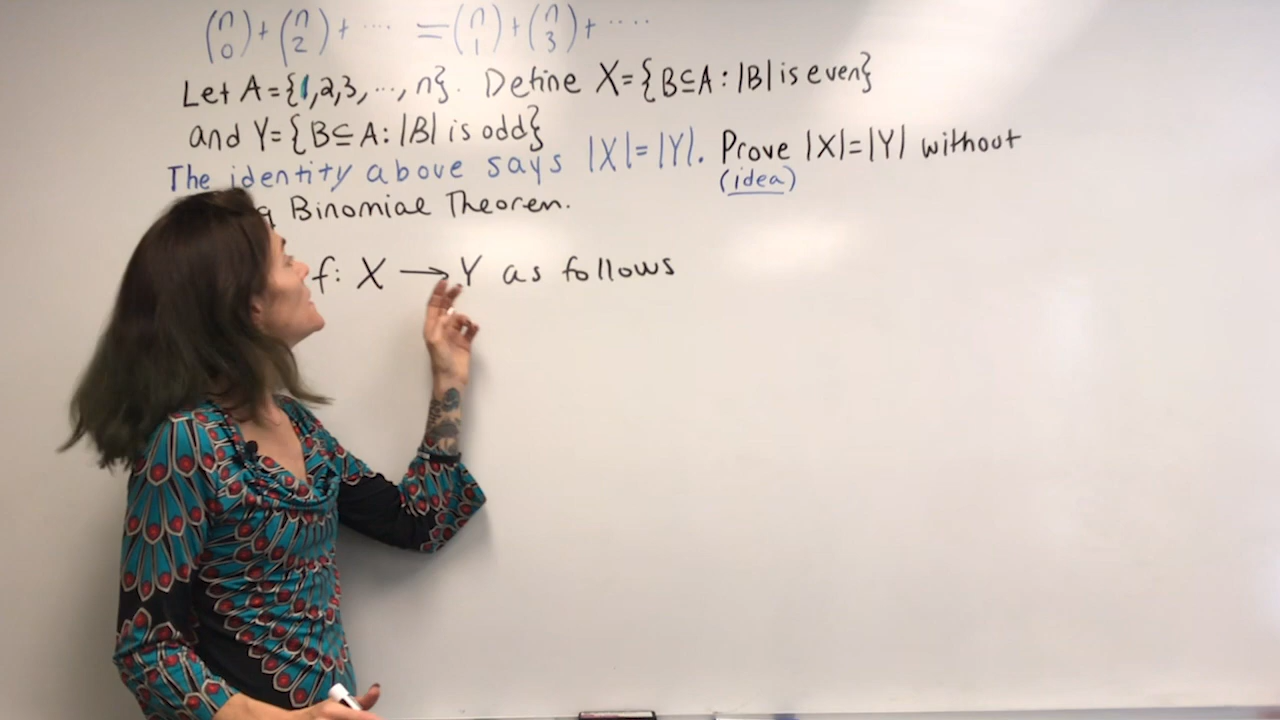 (n 0) + (n 2) + .... = (n 1) + (n 3) + ....
Let A = {1,2,3, ..., n}. Define X = {B ⊆ A : |B| is even}
and Y = {B ⊆ A : |B| is odd}
The identity above says |X| = |Y|. Prove |X| = |Y| without
(idea)
Binomial Theorem.
f: X → Y as follows